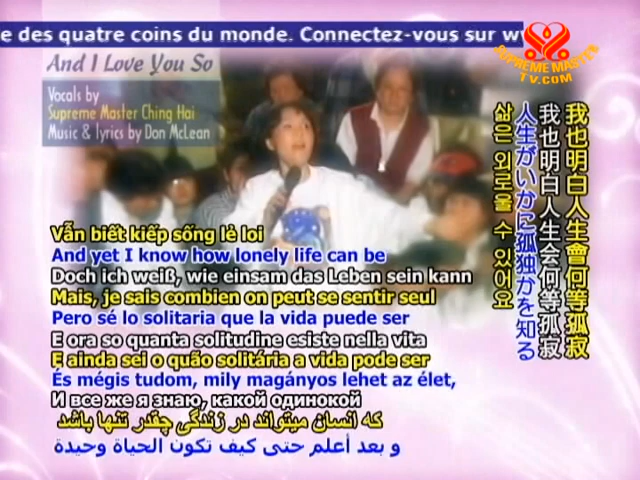 e des quatre coins du monde. Connectez-vous sur ww
SUPREME MASTER
TV.COM
And I Love You So
Vocals by
Supreme Master Ching Hai
Music & lyrics by Don McLean
我也明白人生會何等孤寂
我也明白人生会何等孤寂
人生がいかに孤独かを知る
삶은 외로울 수 있어요
Vẫn biết kiếp sống lẻ loi
And yet I know how lonely life can be
Doch ich weiß, wie einsam das Leben sein kann
Mais, je sais combien on peut se sentir seul
Pero sé lo solitaria que la vida puede ser
E ora so quanta solitudine esiste nella vita
E ainda sei o quão solitária a vida pode ser
És mégis tudom, mily magányos lehet az élet,
И все же я знаю, какой одинокой
که انسان میتواند در زندگی چقدر تنها باشد
و بعد أعلم حتى كيف تكون الحياة وحيدة